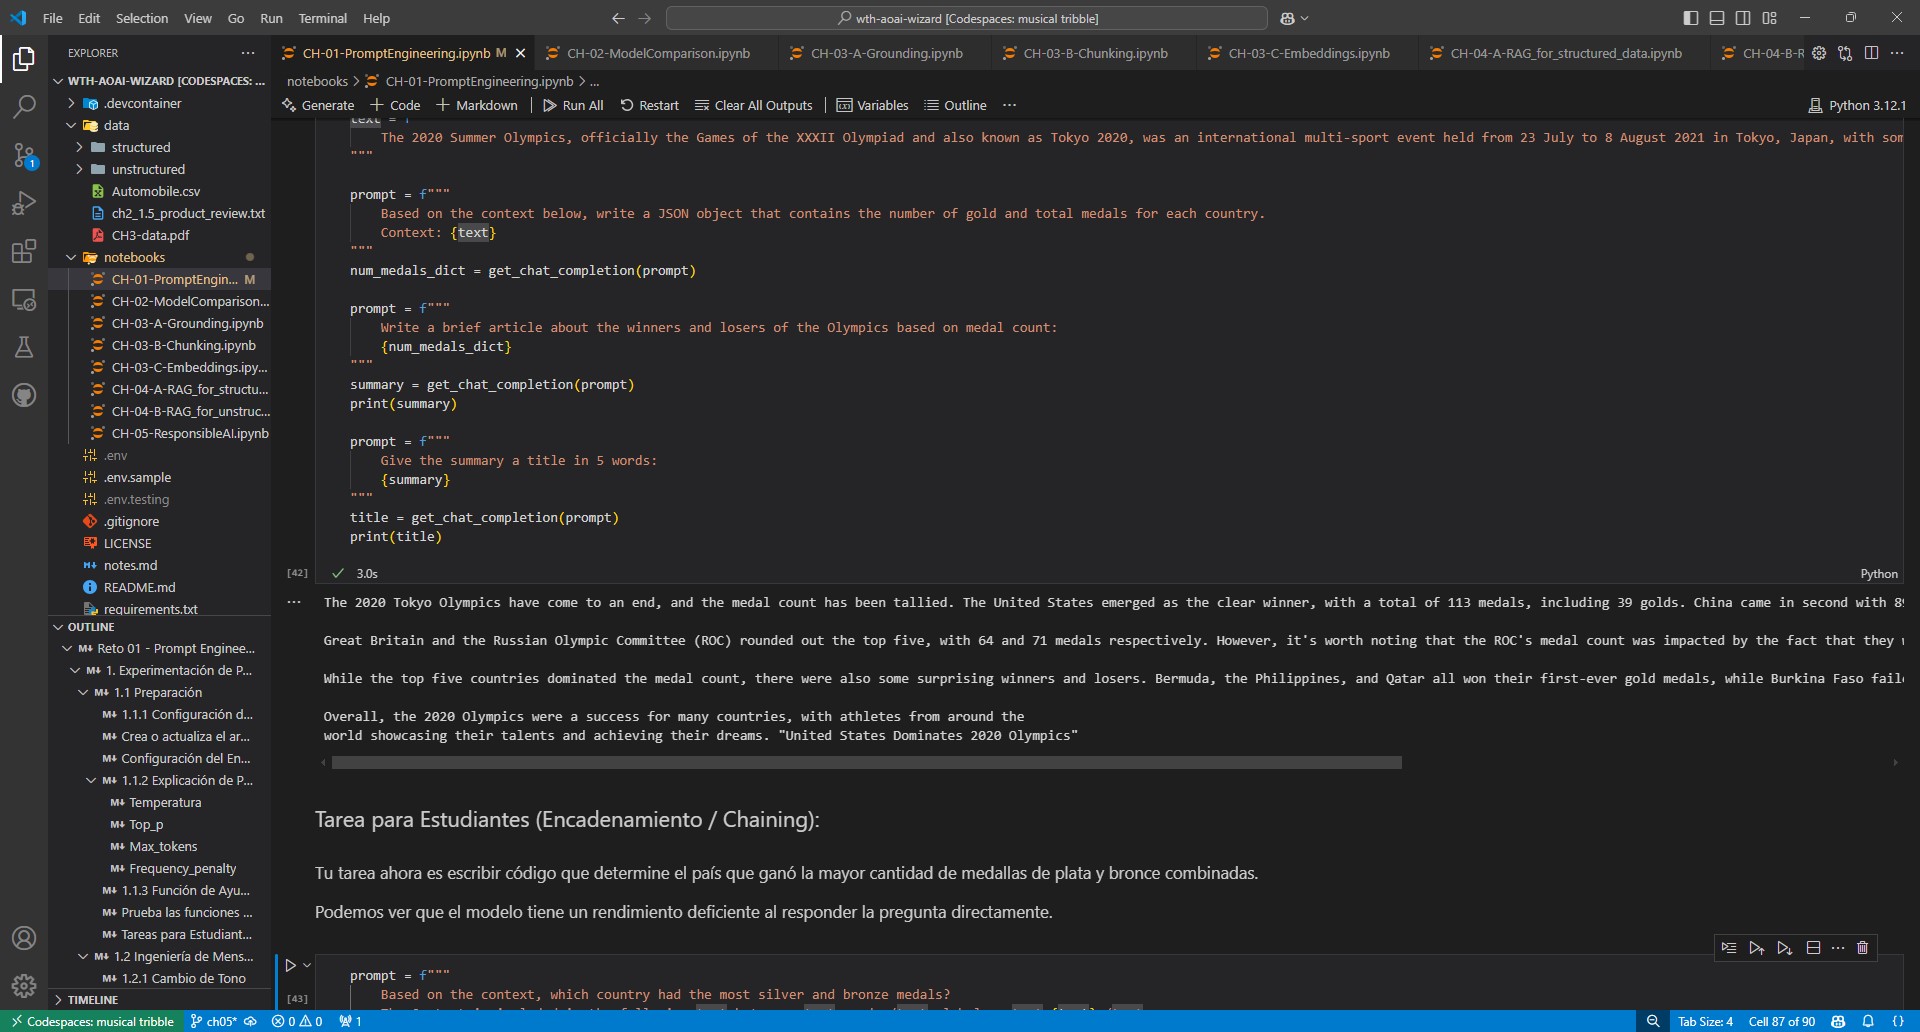 File Edit Selection View Go Run Terminal Help
wth-aoai-wizard [Codespaces: musical tribble]
EXPLORER
CH-01-PromptEngineering.ipynb M
CH-02-ModelComparison.ipynb
CH-03-A-Grounding.ipynb
CH-03-B-Chunking.ipynb
CH-03-C-Embeddings.ipynb
CH-04-A-RAG_for_structured_data.ipynb
CH-04-B-R
WTH-AOAI-WIZARD [CODESPACES: ...
notebooks > CH-01-PromptEngineering.ipynb > ...
Generate + Code + Markdown Run All Restart Clear All Outputs Variables Outline ... Python 3.12.1
.devcontainer
data
structured
unstructured
Automobile.csv
ch2_1.5_product_review.txt
CH3-data.pdf
notebooks
CH-01-PromptEngin... M
CH-02-ModelComparison...
CH-03-A-Grounding.ipynb
CH-03-B-Chunking.ipynb
CH-03-C-Embeddings.ipy...
CH-04-A-RAG_for_structu...
CH-04-B-RAG_for_unstruc...
CH-05-ResponsibleAI.ipynb
.env
.env.sample
.env.testing
.gitignore
LICENSE
notes.md
README.md
requirements.txt
OUTLINE
Reto 01 - Prompt Enginee...
1. Experimentación de P...
1.1 Preparación
1.1.1 Configuración d...
Crea o actualiza el ar...
Configuración del En...
1.1.2 Explicación de P...
Temperatura
Top_p
Max_tokens
Frequency_penalty
1.1.3 Función de Ayu...
Prueba las funciones ...
Tareas para Estudiant...
1.2 Ingeniería de Mens...
1.2.1 Cambio de Tono
TIMELINE
text = f
The 2020 Summer Olympics, officially the Games of the XXXII Olympiad and also known as Tokyo 2020, was an international multi-sport event held from 23 July to 8 August 2021 in Tokyo, Japan, with som
"""
prompt = f"""
Based on the context below, write a JSON object that contains the number of gold and total medals for each country.
Context: {text}
"""
num_medals_dict = get_chat_completion(prompt)
prompt = f"""
Write a brief article about the winners and losers of the Olympics based on medal count:
{num_medals_dict}
"""
summary = get_chat_completion(prompt)
print(summary)
prompt = f"""
Give the summary a title in 5 words:
{summary}
"""
title = get_chat_completion(prompt)
print(title)
[42] ✓ 3.0s Python
... The 2020 Tokyo Olympics have come to an end, and the medal count has been tallied. The United States emerged as the clear winner, with a total of 113 medals, including 39 golds. China came in second with 8
Great Britain and the Russian Olympic Committee (ROC) rounded out the top five, with 64 and 71 medals respectively. However, it's worth noting that the ROC's medal count was impacted by the fact that they
While the top five countries dominated the medal count, there were also some surprising winners and losers. Bermuda, the Philippines, and Qatar all won their first-ever gold medals, while Burkina Faso
Overall, the 2020 Olympics were a success for many countries, with athletes from around the
world showcasing their talents and achieving their dreams. "United States Dominates 2020 Olympics"
Tarea para Estudiantes (Encadenamiento / Chaining):
Tu tarea ahora es escribir código que determine el país que ganó la mayor cantidad de medallas de plata y bronce combinadas.
Podemos ver que el modelo tiene un rendimiento deficiente al responder la pregunta directamente.
prompt = f"""
[43] Based on the context, which country had the most silver and bronze medals?
Codespaces: musical tribble ch05* 0 0 1 Tab Size: 4 Cell 87 of 90